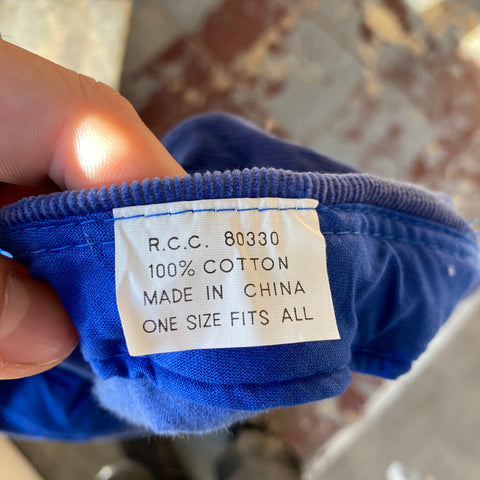 R.C.C. 80330
100% COTTON
MADE IN CHINA
ONE SIZE FITS ALL